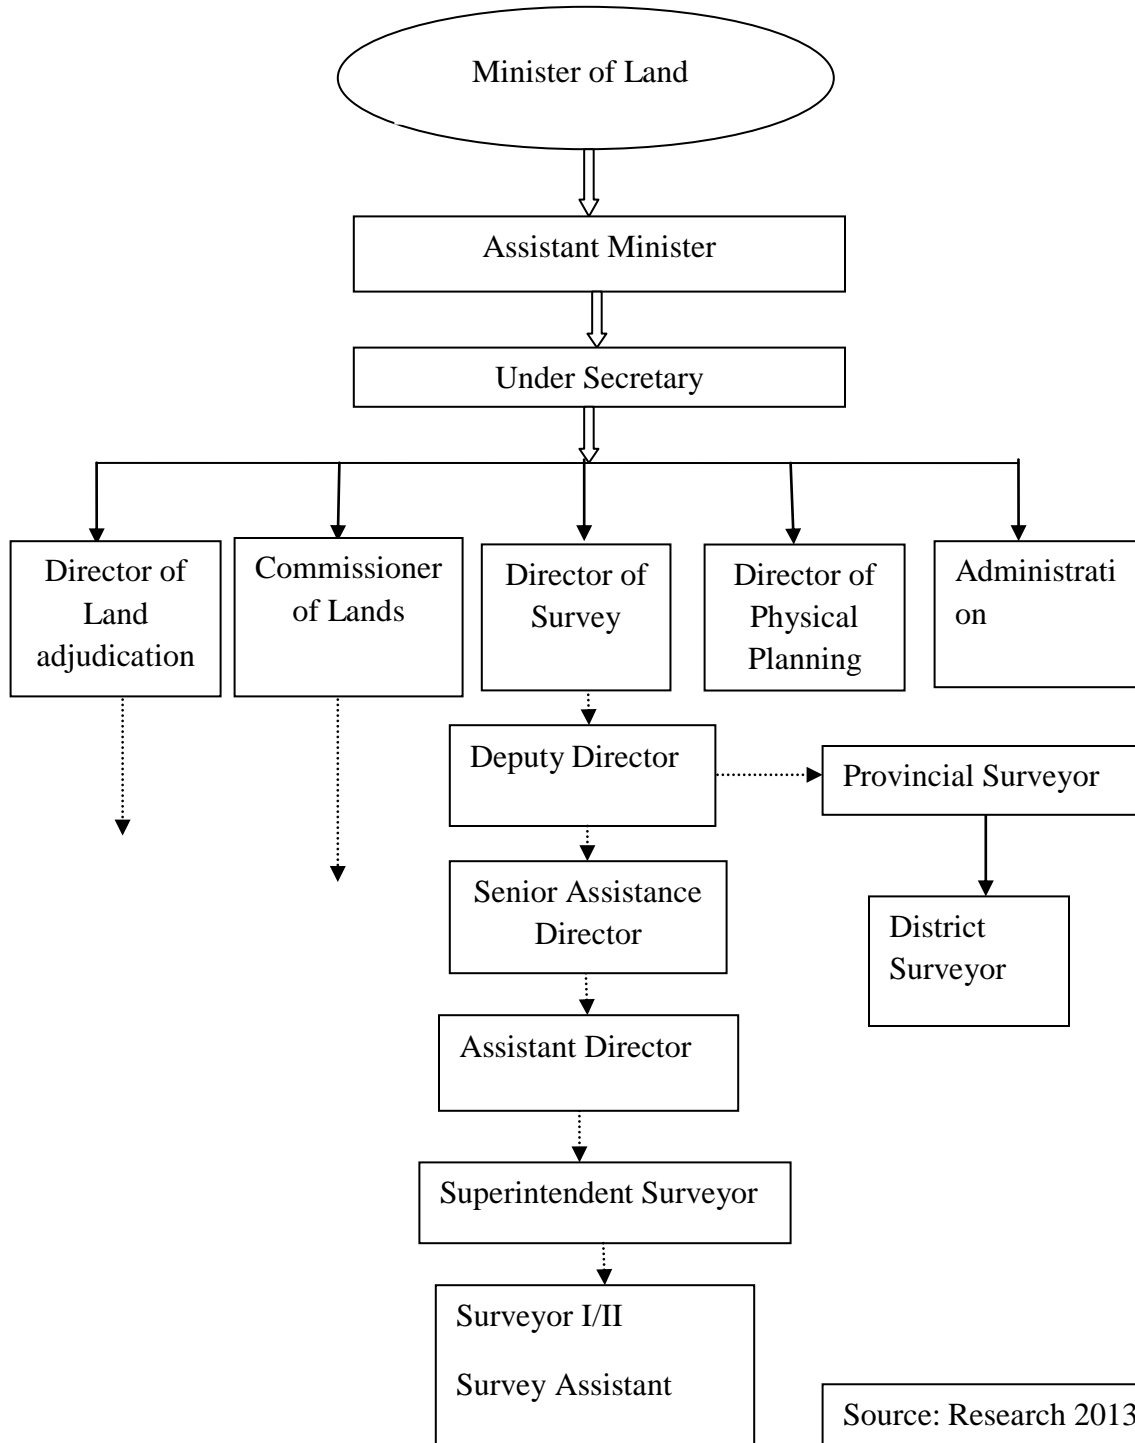 Minister of Land
Assistant Minister
Under Secretary
Director of
Land
adjudication
Commissioner
of Lands
Director of
Survey
Director of
Physical
Planning
Administrati
on
Deputy Director
Provincial Surveyor
Senior Assistance
Director
District
Surveyor
Assistant Director
Superintendent Surveyor
Surveyor I/II
Survey Assistant
Source: Research 2013